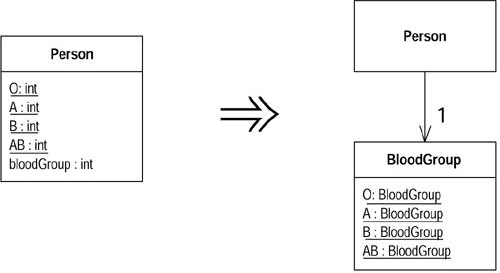 Person
O: int
A : int
B : int
AB : int
bloodGroup : int
Person
1
BloodGroup
O: BloodGroup
A : BloodGroup
B : BloodGroup
AB : BloodGroup